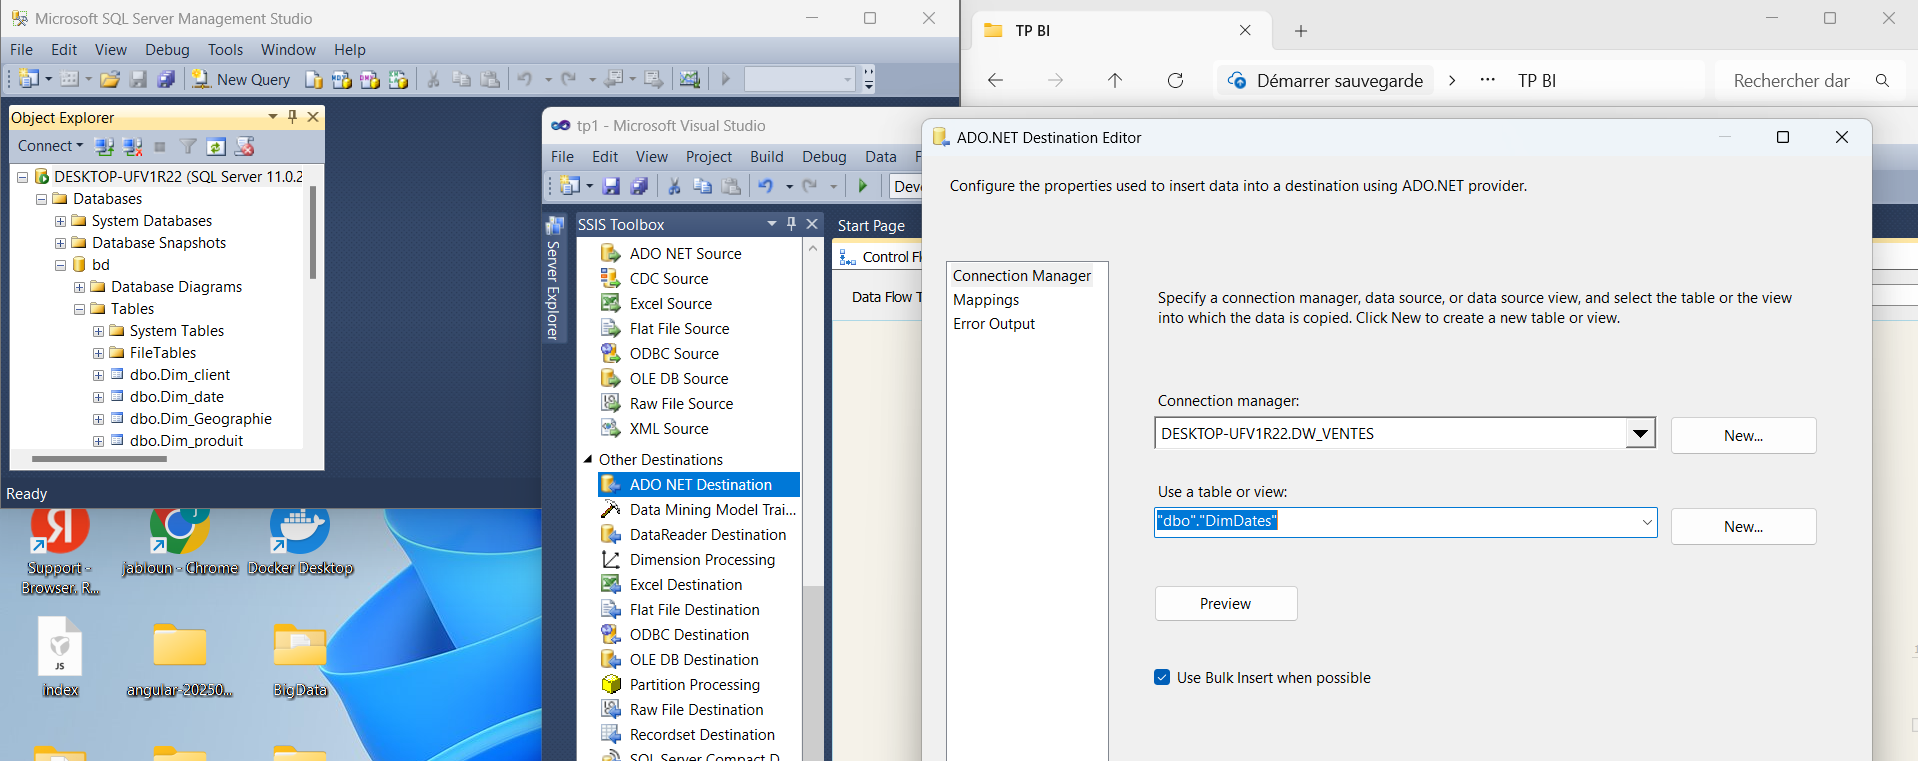 Microsoft SQL Server Management Studio
File Edit View Debug Tools Window Help
New Query
Object Explorer
Connect
DESKTOP-UFV1R22 (SQL Server 11.0.2
Databases
System Databases
Database Snapshots
bd
Database Diagrams
Tables
System Tables
FileTables
dbo.Dim_client
dbo.Dim_date
dbo.Dim_Geographie
dbo.Dim_produit
Ready
Support -
Browser, R...
jabloun - Chrome
Docker Desktop
JS
index
angular-20250...
BigData
TP BI
Démarrer sauvegarde
TP BI
Rechercher dar
tp1 - Microsoft Visual Studio
File Edit View Project Build Debug Data F
Dev
Server Explorer
SSIS Toolbox
ADO NET Source
CDC Source
Excel Source
Flat File Source
ODBC Source
OLE DB Source
Raw File Source
XML Source
Other Destinations
ADO NET Destination
Data Mining Model Trai...
DataReader Destination
Dimension Processing
Excel Destination
Flat File Destination
ODBC Destination
OLE DB Destination
Partition Processing
Raw File Destination
Recordset Destination
SQL Server Compact D
Start Page
Control Fl
Data Flow T
ADO.NET Destination Editor
Configure the properties used to insert data into a destination using ADO.NET provider.
Connection Manager
Mappings
Error Output
Specify a connection manager, data source, or data source view, and select the table or the view
into which the data is copied. Click New to create a new table or view.
Connection manager:
DESKTOP-UFV1R22.DW_VENTES
New...
Use a table or view:
"dbo"."DimDates"
New...
Preview
Use Bulk Insert when possible